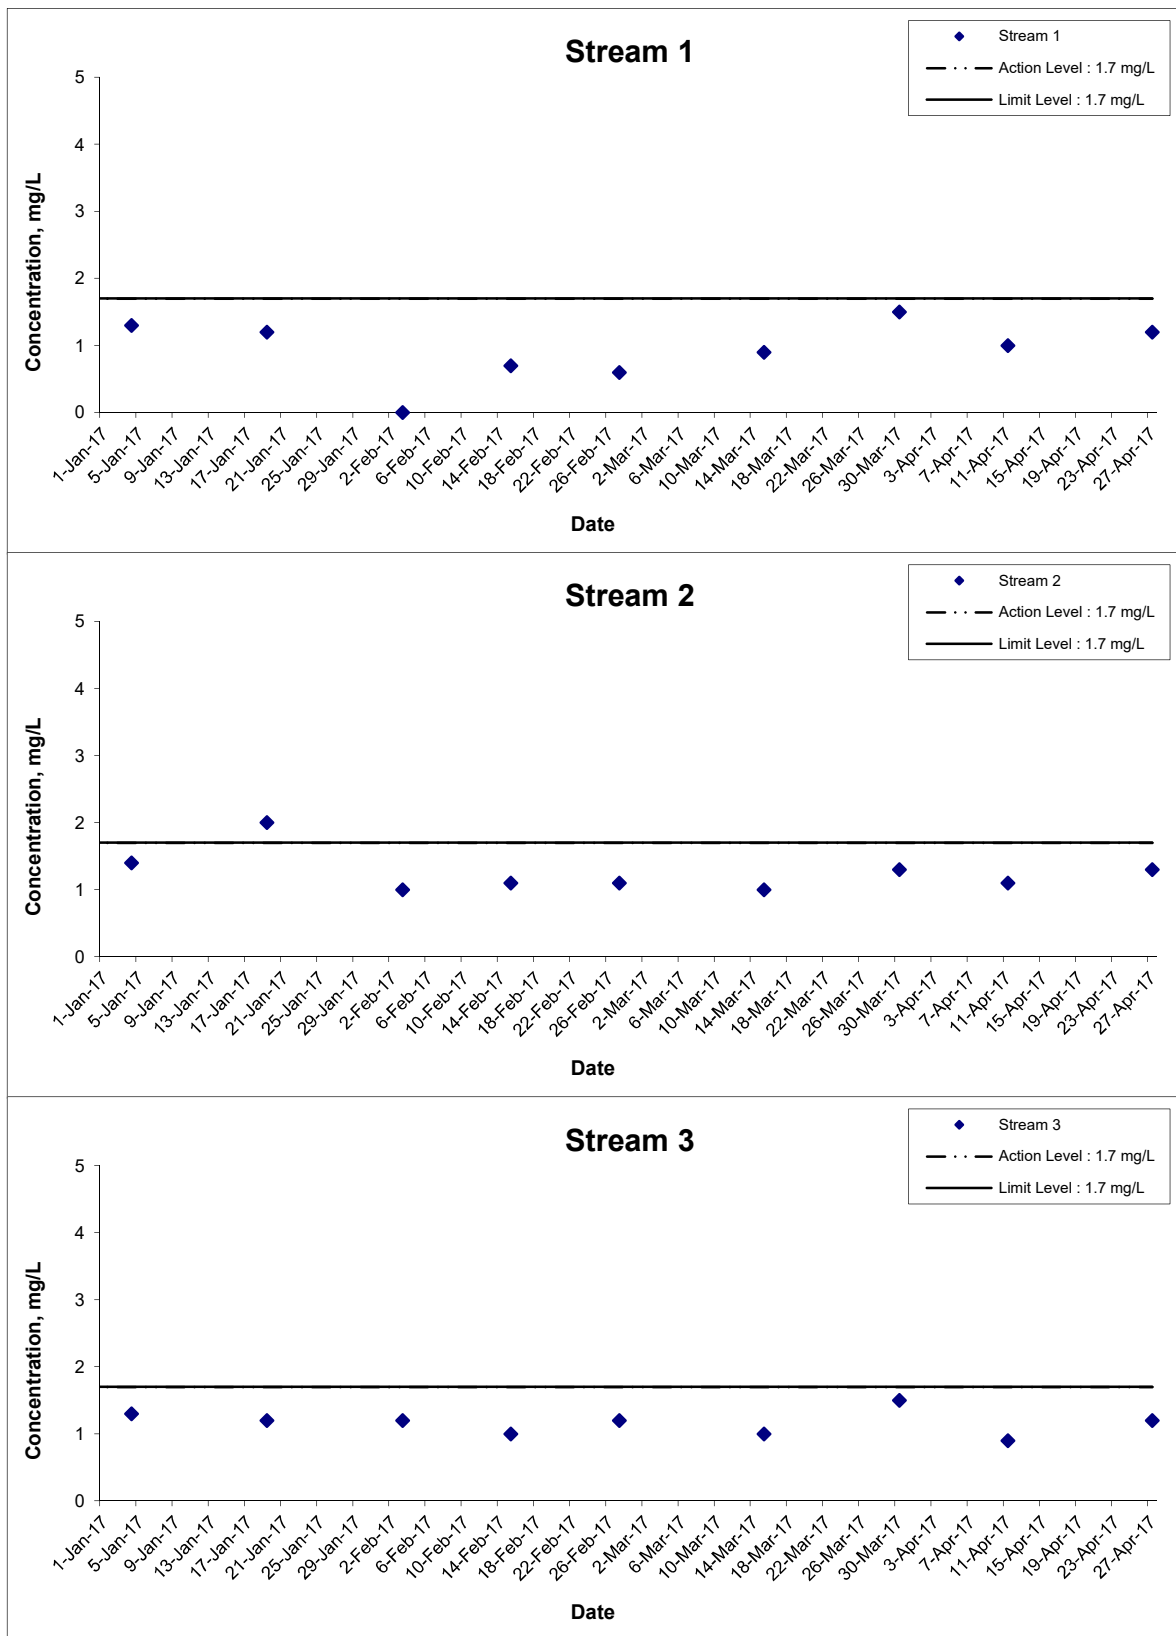 Stream 1
Stream 1
Action Level : 1.7 mg/L
Limit Level : 1.7 mg/L
Concentration, mg/L
5
4
3
2
1
0
1-Jan-17
5-Jan-17
9-Jan-17
13-Jan-17
17-Jan-17
21-Jan-17
25-Jan-17
29-Jan-17
2-Feb-17
6-Feb-17
10-Feb-17
14-Feb-17
18-Feb-17
22-Feb-17
26-Feb-17
2-Mar-17
6-Mar-17
10-Mar-17
14-Mar-17
18-Mar-17
22-Mar-17
26-Mar-17
30-Mar-17
3-Apr-17
7-Apr-17
11-Apr-17
15-Apr-17
19-Apr-17
23-Apr-17
27-Apr-17
Date
Stream 2
Stream 2
Action Level : 1.7 mg/L
Limit Level : 1.7 mg/L
Concentration, mg/L
5
4
3
2
1
0
1-Jan-17
5-Jan-17
9-Jan-17
13-Jan-17
17-Jan-17
21-Jan-17
25-Jan-17
29-Jan-17
2-Feb-17
6-Feb-17
10-Feb-17
14-Feb-17
18-Feb-17
22-Feb-17
26-Feb-17
2-Mar-17
6-Mar-17
10-Mar-17
14-Mar-17
18-Mar-17
22-Mar-17
26-Mar-17
30-Mar-17
3-Apr-17
7-Apr-17
11-Apr-17
15-Apr-17
19-Apr-17
23-Apr-17
27-Apr-17
Date
Stream 3
Stream 3
Action Level : 1.7 mg/L
Limit Level : 1.7 mg/L
Concentration, mg/L
5
4
3
2
1
0
1-Jan-17
5-Jan-17
9-Jan-17
13-Jan-17
17-Jan-17
21-Jan-17
25-Jan-17
29-Jan-17
2-Feb-17
6-Feb-17
10-Feb-17
14-Feb-17
18-Feb-17
22-Feb-17
26-Feb-17
2-Mar-17
6-Mar-17
10-Mar-17
14-Mar-17
18-Mar-17
22-Mar-17
26-Mar-17
30-Mar-17
3-Apr-17
7-Apr-17
11-Apr-17
15-Apr-17
19-Apr-17
23-Apr-17
27-Apr-17
Date